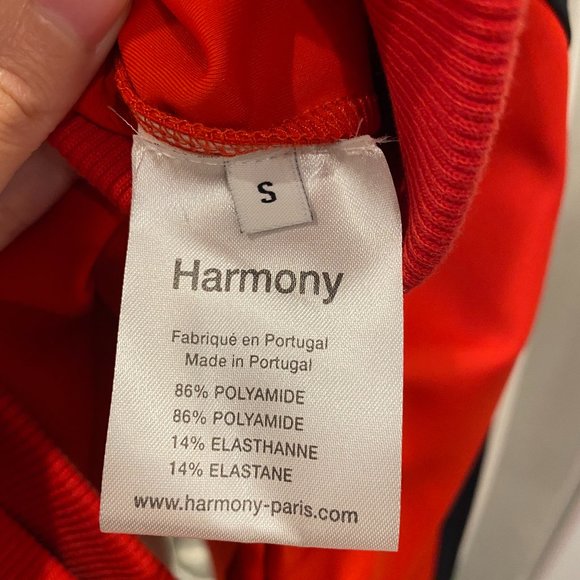 S
Harmony
Fabriqué en Portugal
Made in Portugal
86% POLYAMIDE
86% POLYAMIDE
14% ELASTHANNE
14% ELASTANE
www.harmony-paris.com